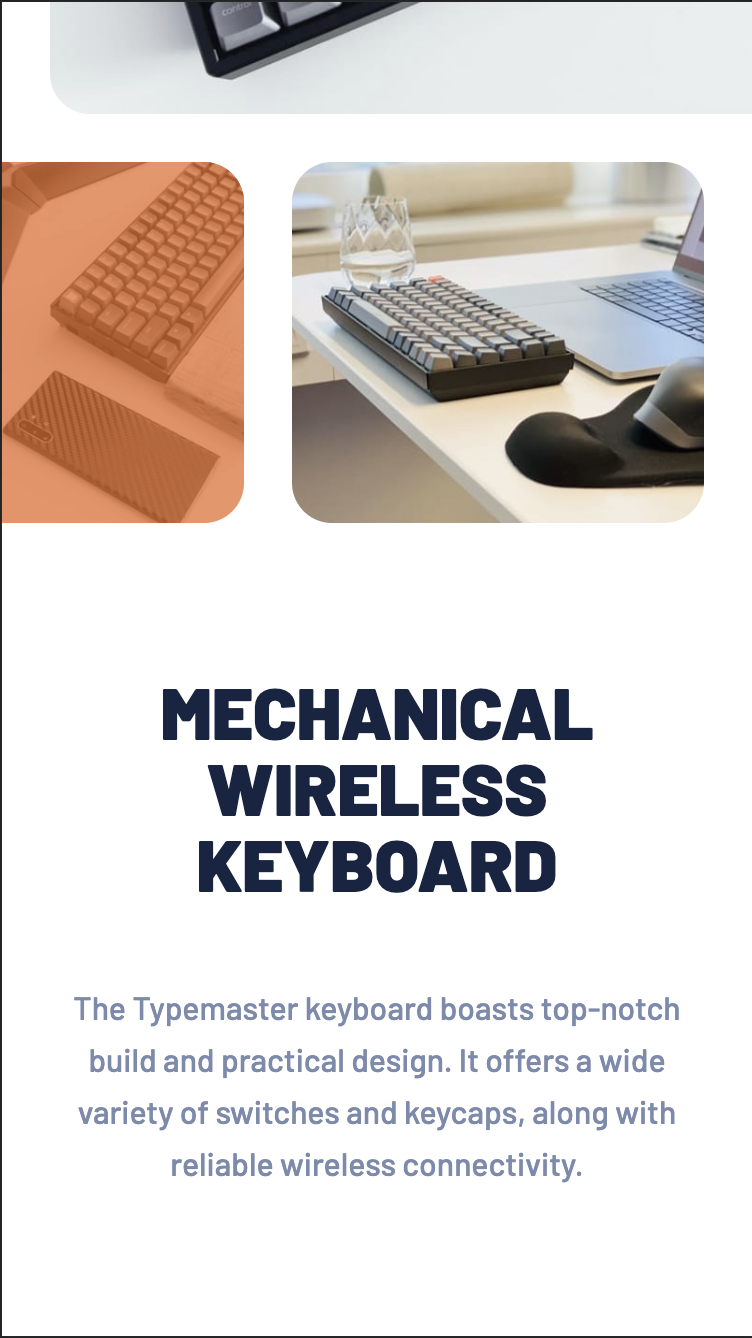 control
MECHANICAL
WIRELESS
KEYBOARD
The Typemaster keyboard boasts top-notch
build and practical design. It offers a wide
variety of switches and keycaps, along with
reliable wireless connectivity.